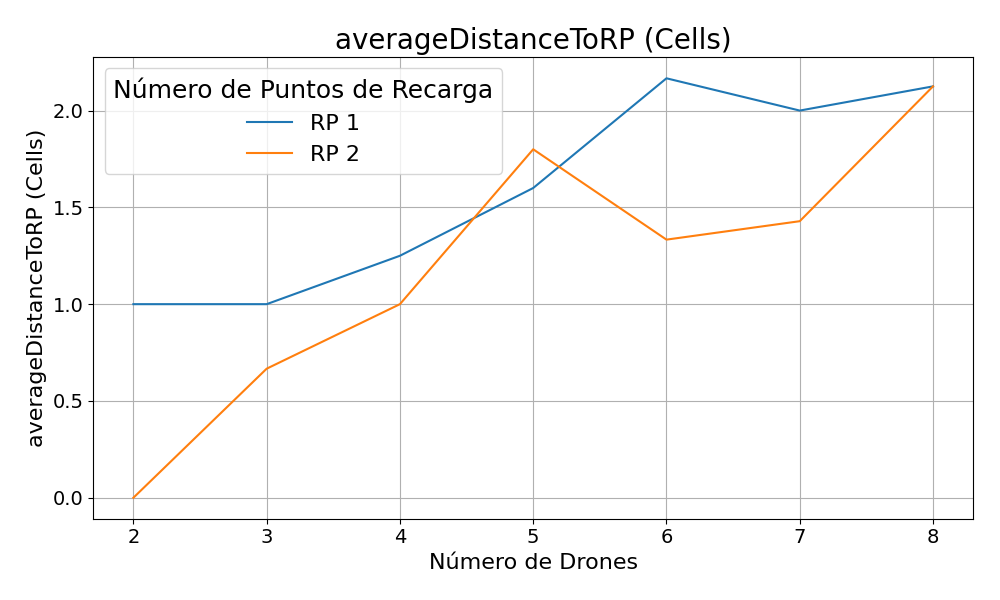 averageDistanceToRP (Cells)
Número de Puntos de Recarga
RP 1
RP 2
averageDistanceToRP (Cells)
2.0
1.5
1.0
0.5
0.0
2 3 4 5 6 7 8
Número de Drones